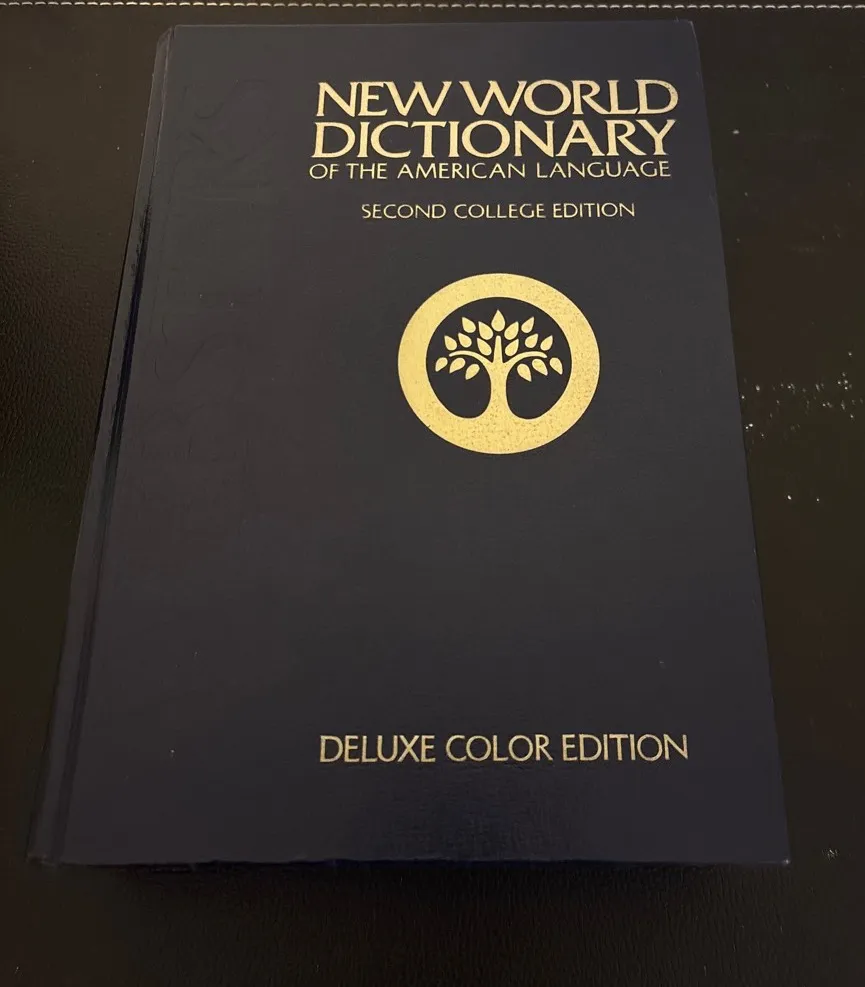 NEW WORLD
DICTIONARY
OF THE AMERICAN LANGUAGE
SECOND COLLEGE EDITION
DELUXE COLOR EDITION